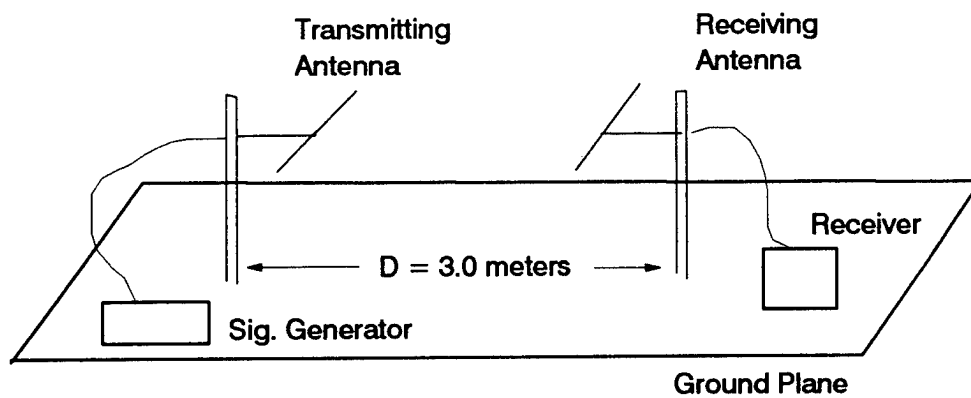 Transmitting
Antenna
Receiving
Antenna
Receiver
D = 3.0 meters
Sig. Generator
Ground Plane